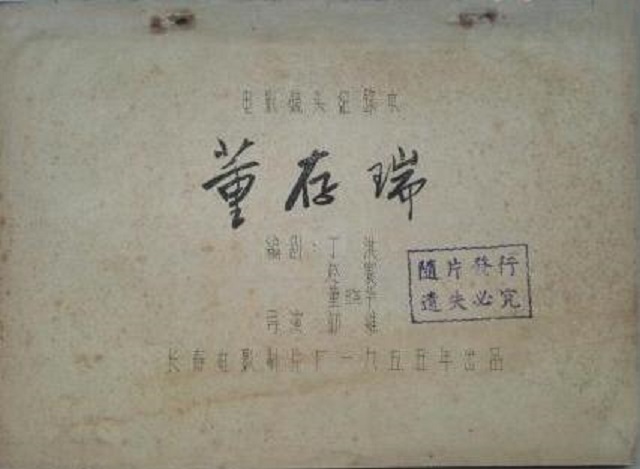 电影镜头纪录本
董存瑞
编剧：丁洪
赵寰
董晓华
导演 郭维
隨片發行
遺失必究
长春电影制片厂一九五五年出品